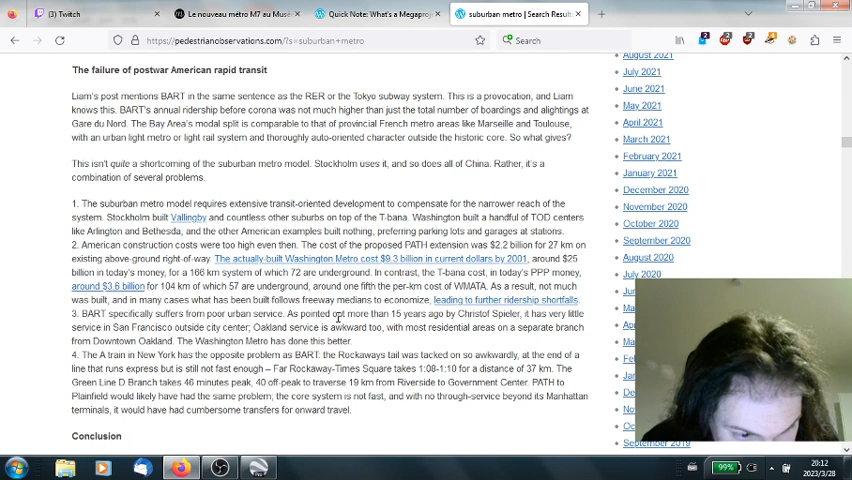 (3) Twitch
Le nouveau métro M7 au Musé
Quick Note: What's a Megaproj
suburban metro | Search Result
https://pedestrianobservations.com/?s=suburban+metro
Search
The failure of postwar American rapid transit
Liam's post mentions BART in the same sentence as the RER or the Tokyo subway system. This is a provocation, and Liam
knows this. BART's annual ridership before corona was not much higher than just the total number of boardings and alightings at
Gare du Nord. The Bay Area's modal split is comparable to that of provincial French metro areas like Marseille and Toulouse,
with an urban light metro or light rail system and thoroughly auto-oriented character outside the historic core. So what gives?
This isn't quite a shortcoming of the suburban metro model. Stockholm uses it, and so does all of China. Rather, it's a
combination of several problems.
1. The suburban metro model requires extensive transit-oriented development to compensate for the narrower reach of the
system. Stockholm built Vallingby and countless other suburbs on top of the T-bana. Washington built a handful of TOD centers
like Arlington and Bethesda, and the other American examples built nothing, preferring parking lots and garages at stations.
2. American construction costs were too high even then. The cost of the proposed PATH extension was $2.2 billion for 27 km on
existing above-ground right-of-way. The actually-built Washington Metro cost $9.3 billion in current dollars by 2001, around $25
billion in today's money, for a 166 km system of which 72 are underground. In contrast, the T-bana cost, in today's PPP money,
around $3.6 billion for 104 km of which 57 are underground, around one fifth the per-km cost of WMATA. As a result, not much
was built, and in many cases what has been built follows freeway medians to economize, leading to further ridership shortfalls.
3. BART specifically suffers from poor urban service. As pointed out more than 15 years ago by Christof Spieler, it has very little
service in San Francisco outside city center; Oakland service is awkward too, with most residential areas on a separate branch
from Downtown Oakland. The Washington Metro has done this better.
4. The A train in New York has the opposite problem as BART: the Rockaways tail was tacked on so awkwardly, at the end of a
line that runs express but is still not fast enough – Far Rockaway-Times Square takes 1:08-1:10 for a distance of 37 km. The
Green Line D Branch takes 46 minutes peak, 40 off-peak to traverse 19 km from Riverside to Government Center. PATH to
Plainfield would likely have had the same problem; the core system is not fast, and with no through-service beyond its Manhattan
terminals, it would have had cumbersome transfers for onward travel.
Conclusion
August 2021
July 2021
June 2021
May 2021
April 2021
March 2021
February 2021
January 2021
December 2020
November 2020
October 2020
September 2020
August 2020
July 2020
September 2019
99%
20:12
2023/3/28